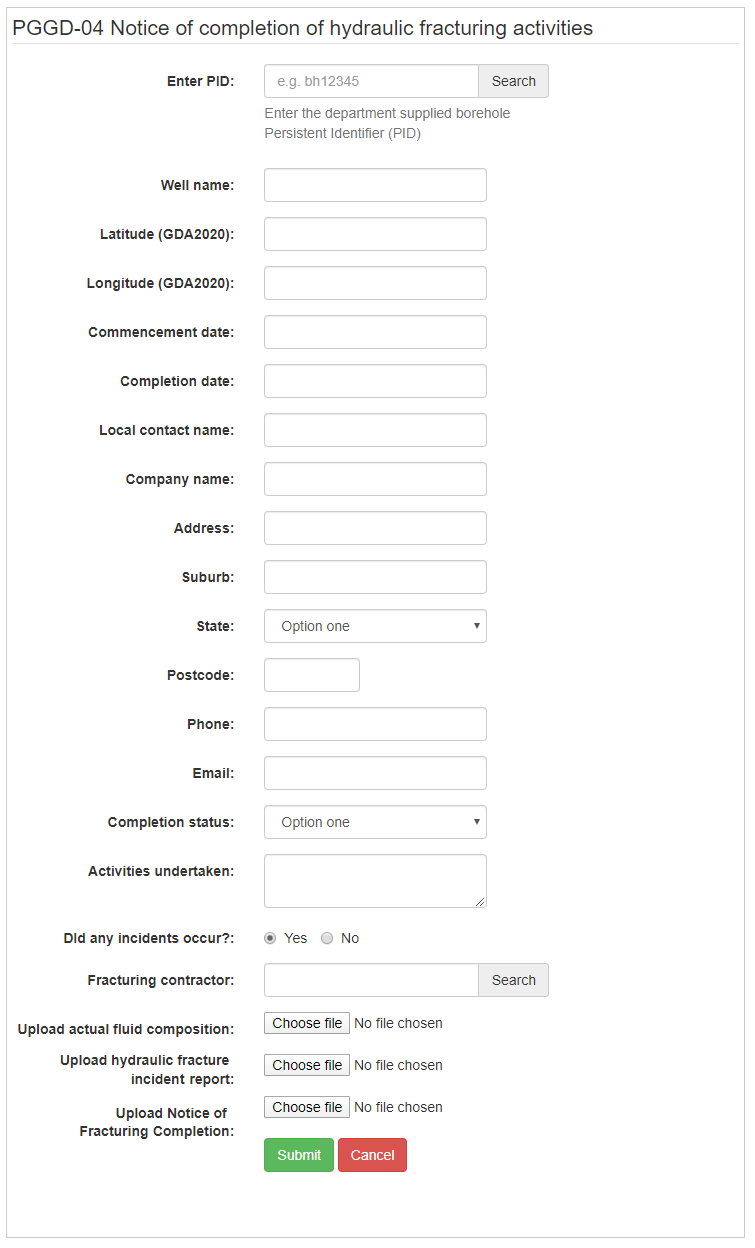 PGGD-04 Notice of completion of hydraulic fracturing activities
Enter PID: e.g. bh12345 Search
Enter the department supplied borehole
Persistent Identifier (PID)
Well name:
Latitude (GDA2020):
Longitude (GDA2020):
Commencement date:
Completion date:
Local contact name:
Company name:
Address:
Suburb:
State: Option one
Postcode:
Phone:
Email:
Completion status: Option one
Activities undertaken:
DId any incidents occur?: Yes No
Fracturing contractor: Search
Upload actual fluid composition: Choose file No file chosen
Upload hydraulic fracture
incident report: Choose file No file chosen
Upload Notice of
Fracturing Completion: Choose file No file chosen
Submit Cancel